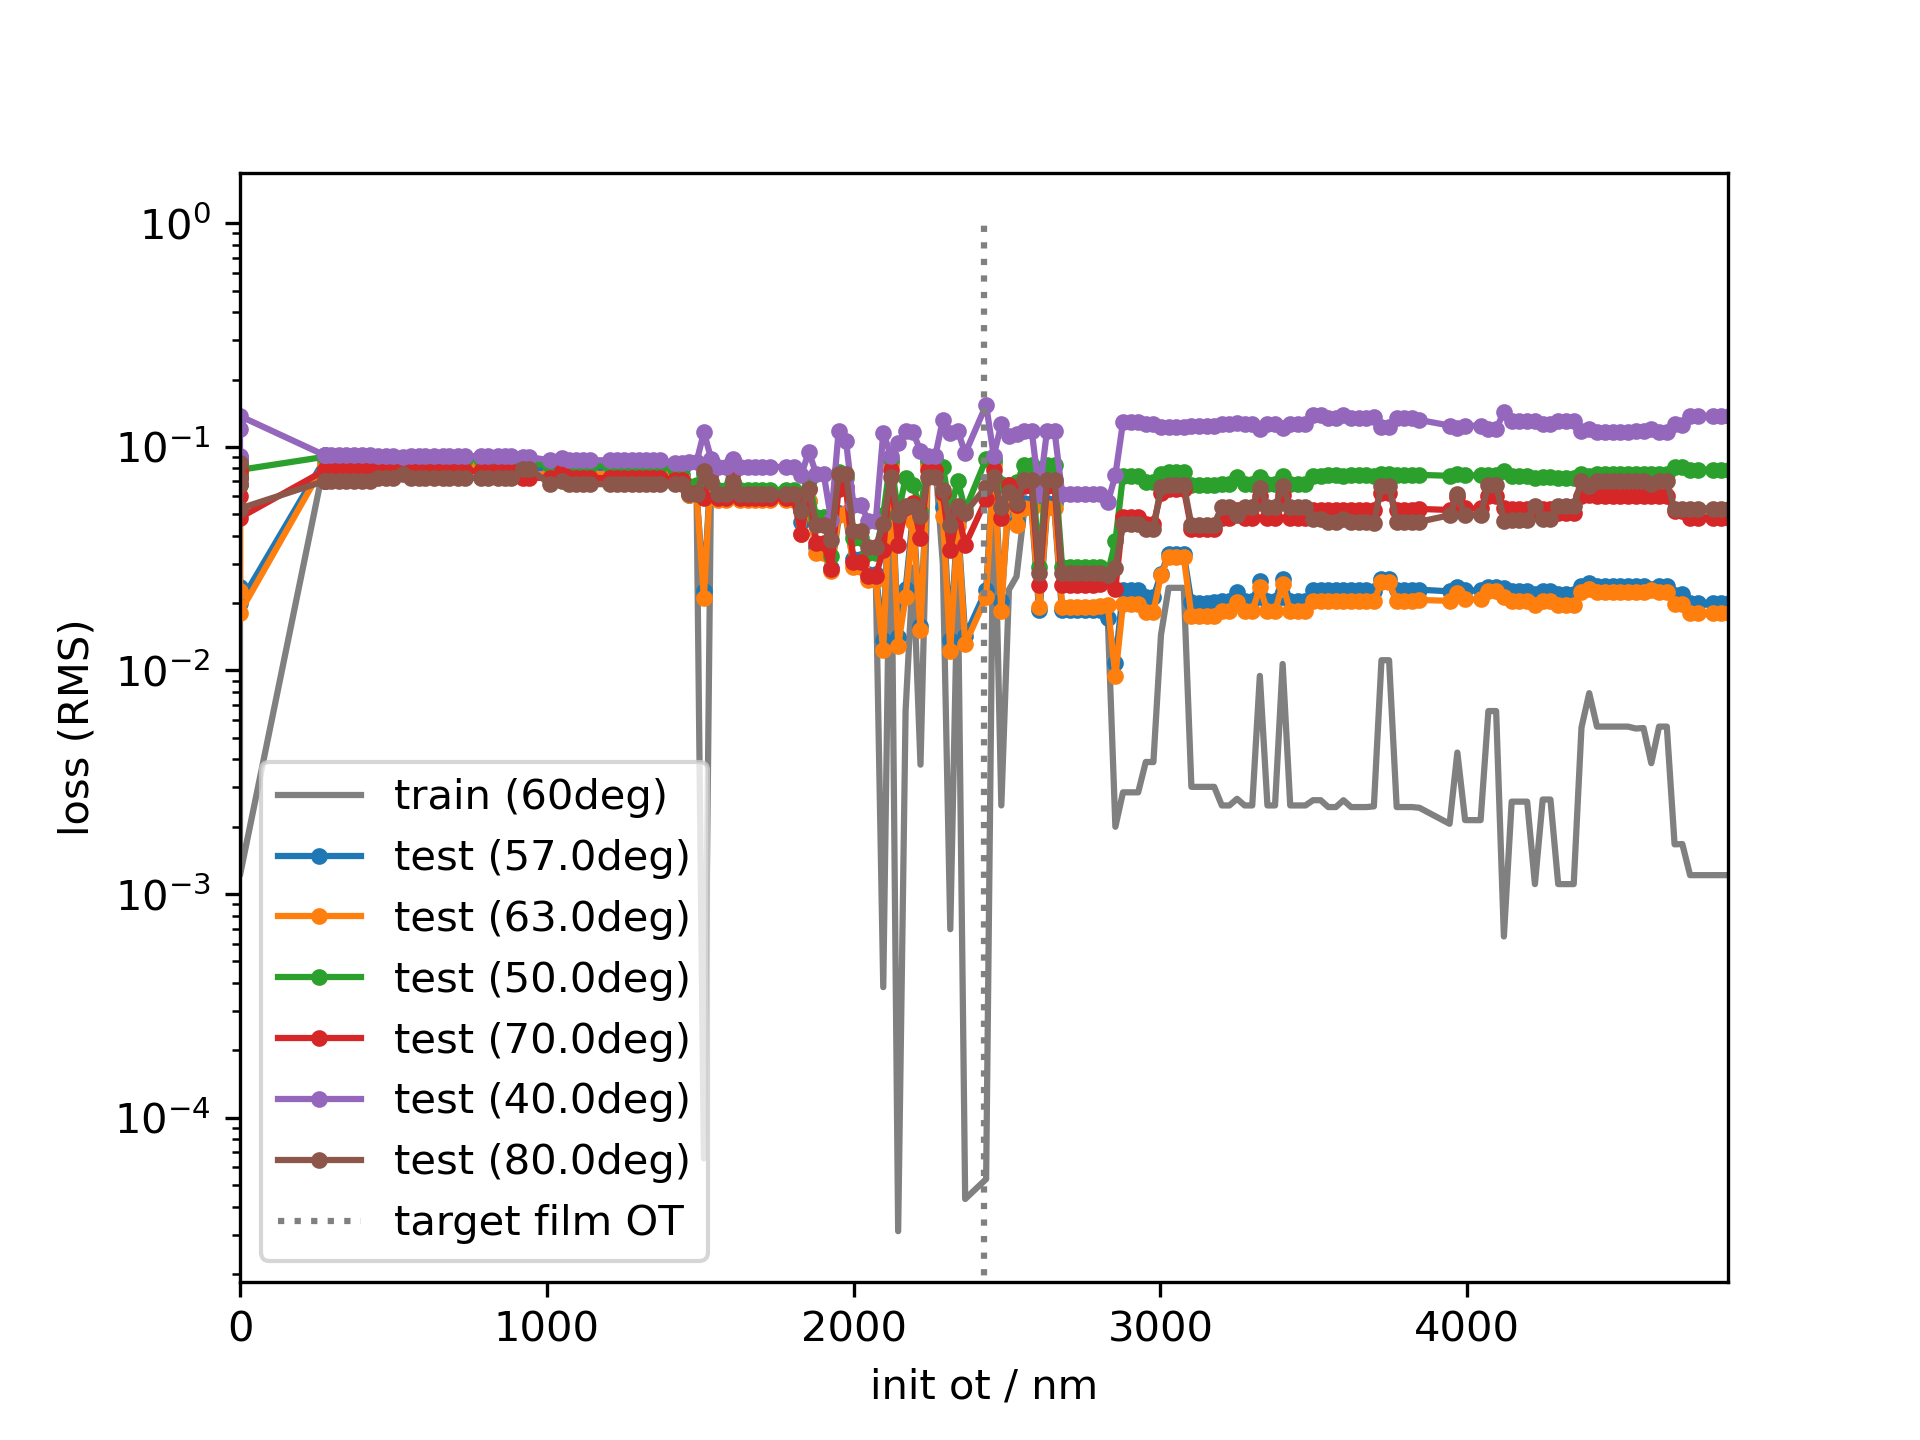 10⁰
10⁻¹
10⁻²
10⁻³
10⁻⁴
loss (RMS)
train (60deg)
test (57.0deg)
test (63.0deg)
test (50.0deg)
test (70.0deg)
test (40.0deg)
test (80.0deg)
target film OT
0 1000 2000 3000 4000
init ot / nm